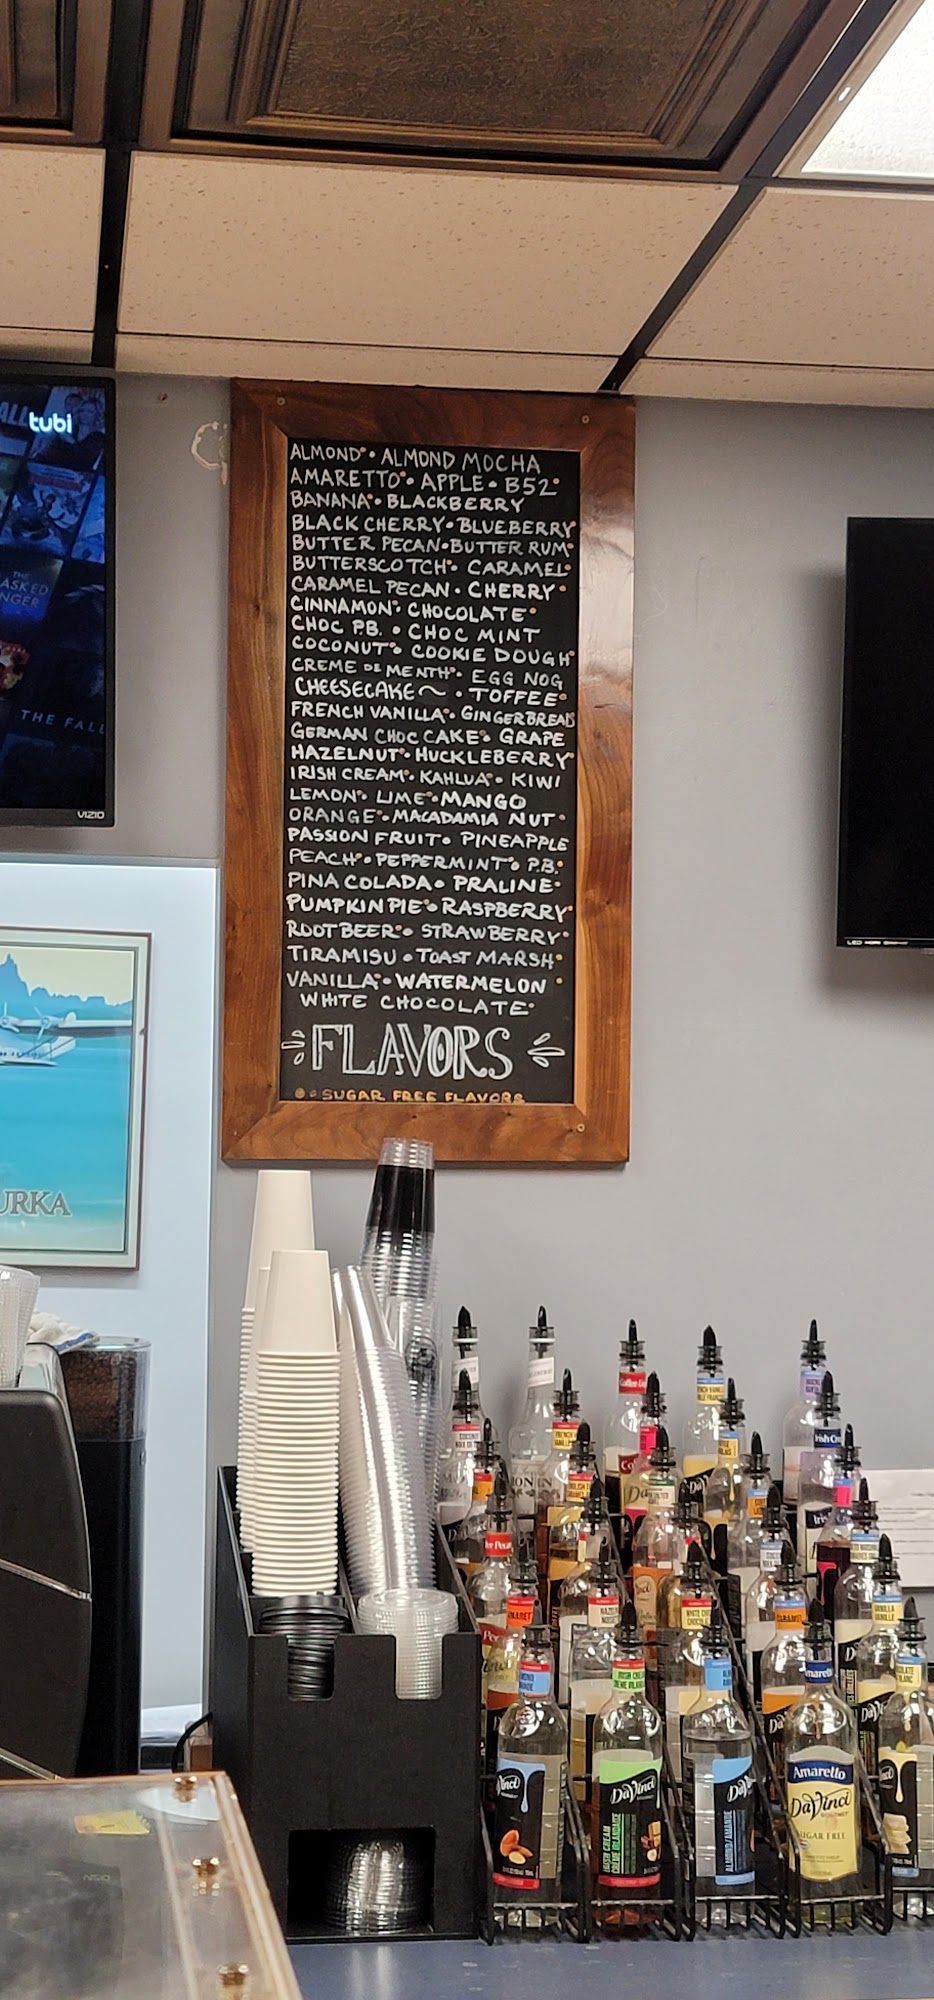 tubi
THE FALL
VIZIO
ALMOND • ALMOND MOCHA
AMARETTO • APPLE • B52
BANANA • BLACKBERRY
BLACK CHERRY • BLUEBERRY
BUTTER PECAN • BUTTER RUM
BUTTERSCOTCH • CARAMEL
CARAMEL PECAN • CHERRY
CINNAMON • CHOCOLATE
CHOC P.B. • CHOC MINT
COCONUT • COOKIE DOUGH
CREME DE MENTH • EGG NOG
CHEESECAKE ~ • TOFFEE
FRENCH VANILLA • GINGERBREAD
GERMAN CHOC CAKE • GRAPE
HAZELNUT • HUCKLEBERRY
IRISH CREAM • KAHLUA • KIWI
LEMON • LIME • MANGO
ORANGE • MACADAMIA NUT
PASSION FRUIT • PINEAPPLE
PEACH • PEPPERMINT • P.B.
PINA COLADA • PRALINE
PUMPKIN PIE • RASPBERRY
ROOT BEER • STRAWBERRY
TIRAMISU • TOAST MARSH
VANILLA • WATERMELON
WHITE CHOCOLATE
FLAVORS
• = SUGAR FREE FLAVORS
URKA
Amaretto
DaVinci
SUGAR FREE
DaVinci
IRISH CREAM
ALMOND/AMANDE